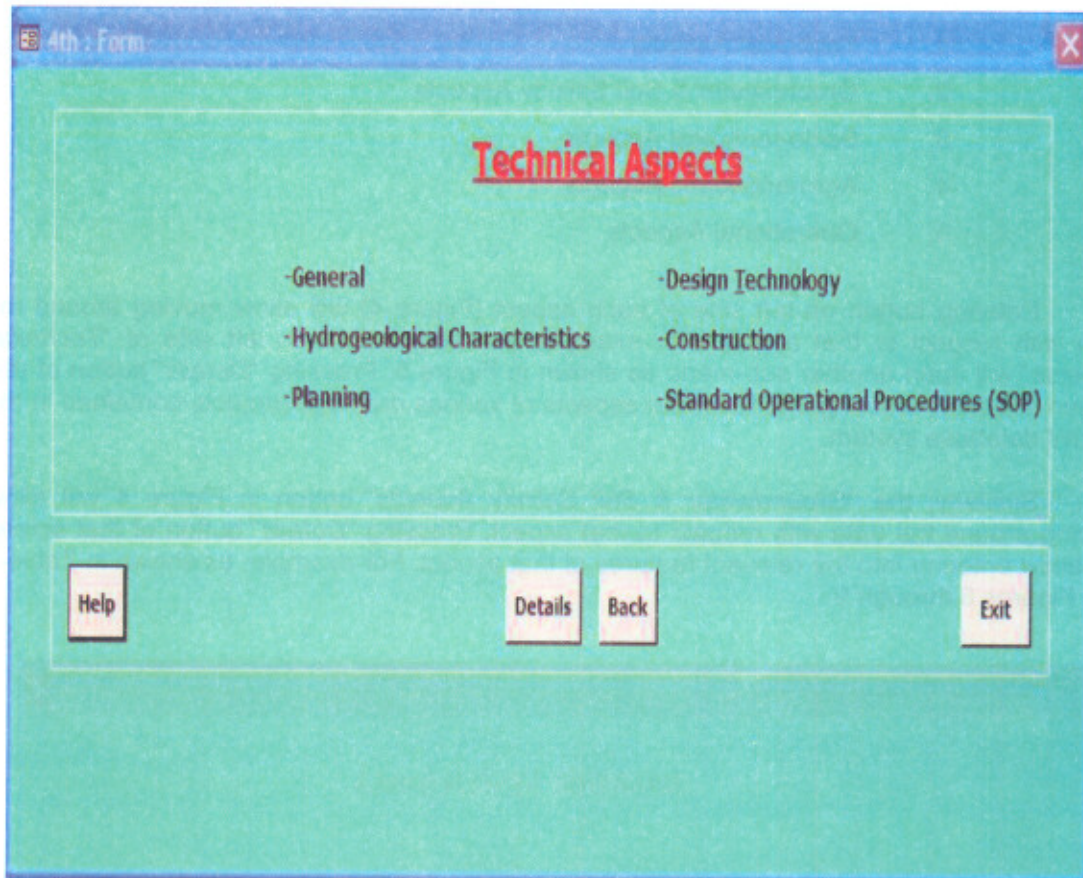 4th : Form
Technical Aspects
-General
-Design Technology
-Hydrogeological Characteristics
-Construction
-Planning
-Standard Operational Procedures (SOP)
Help
Details
Back
Exit